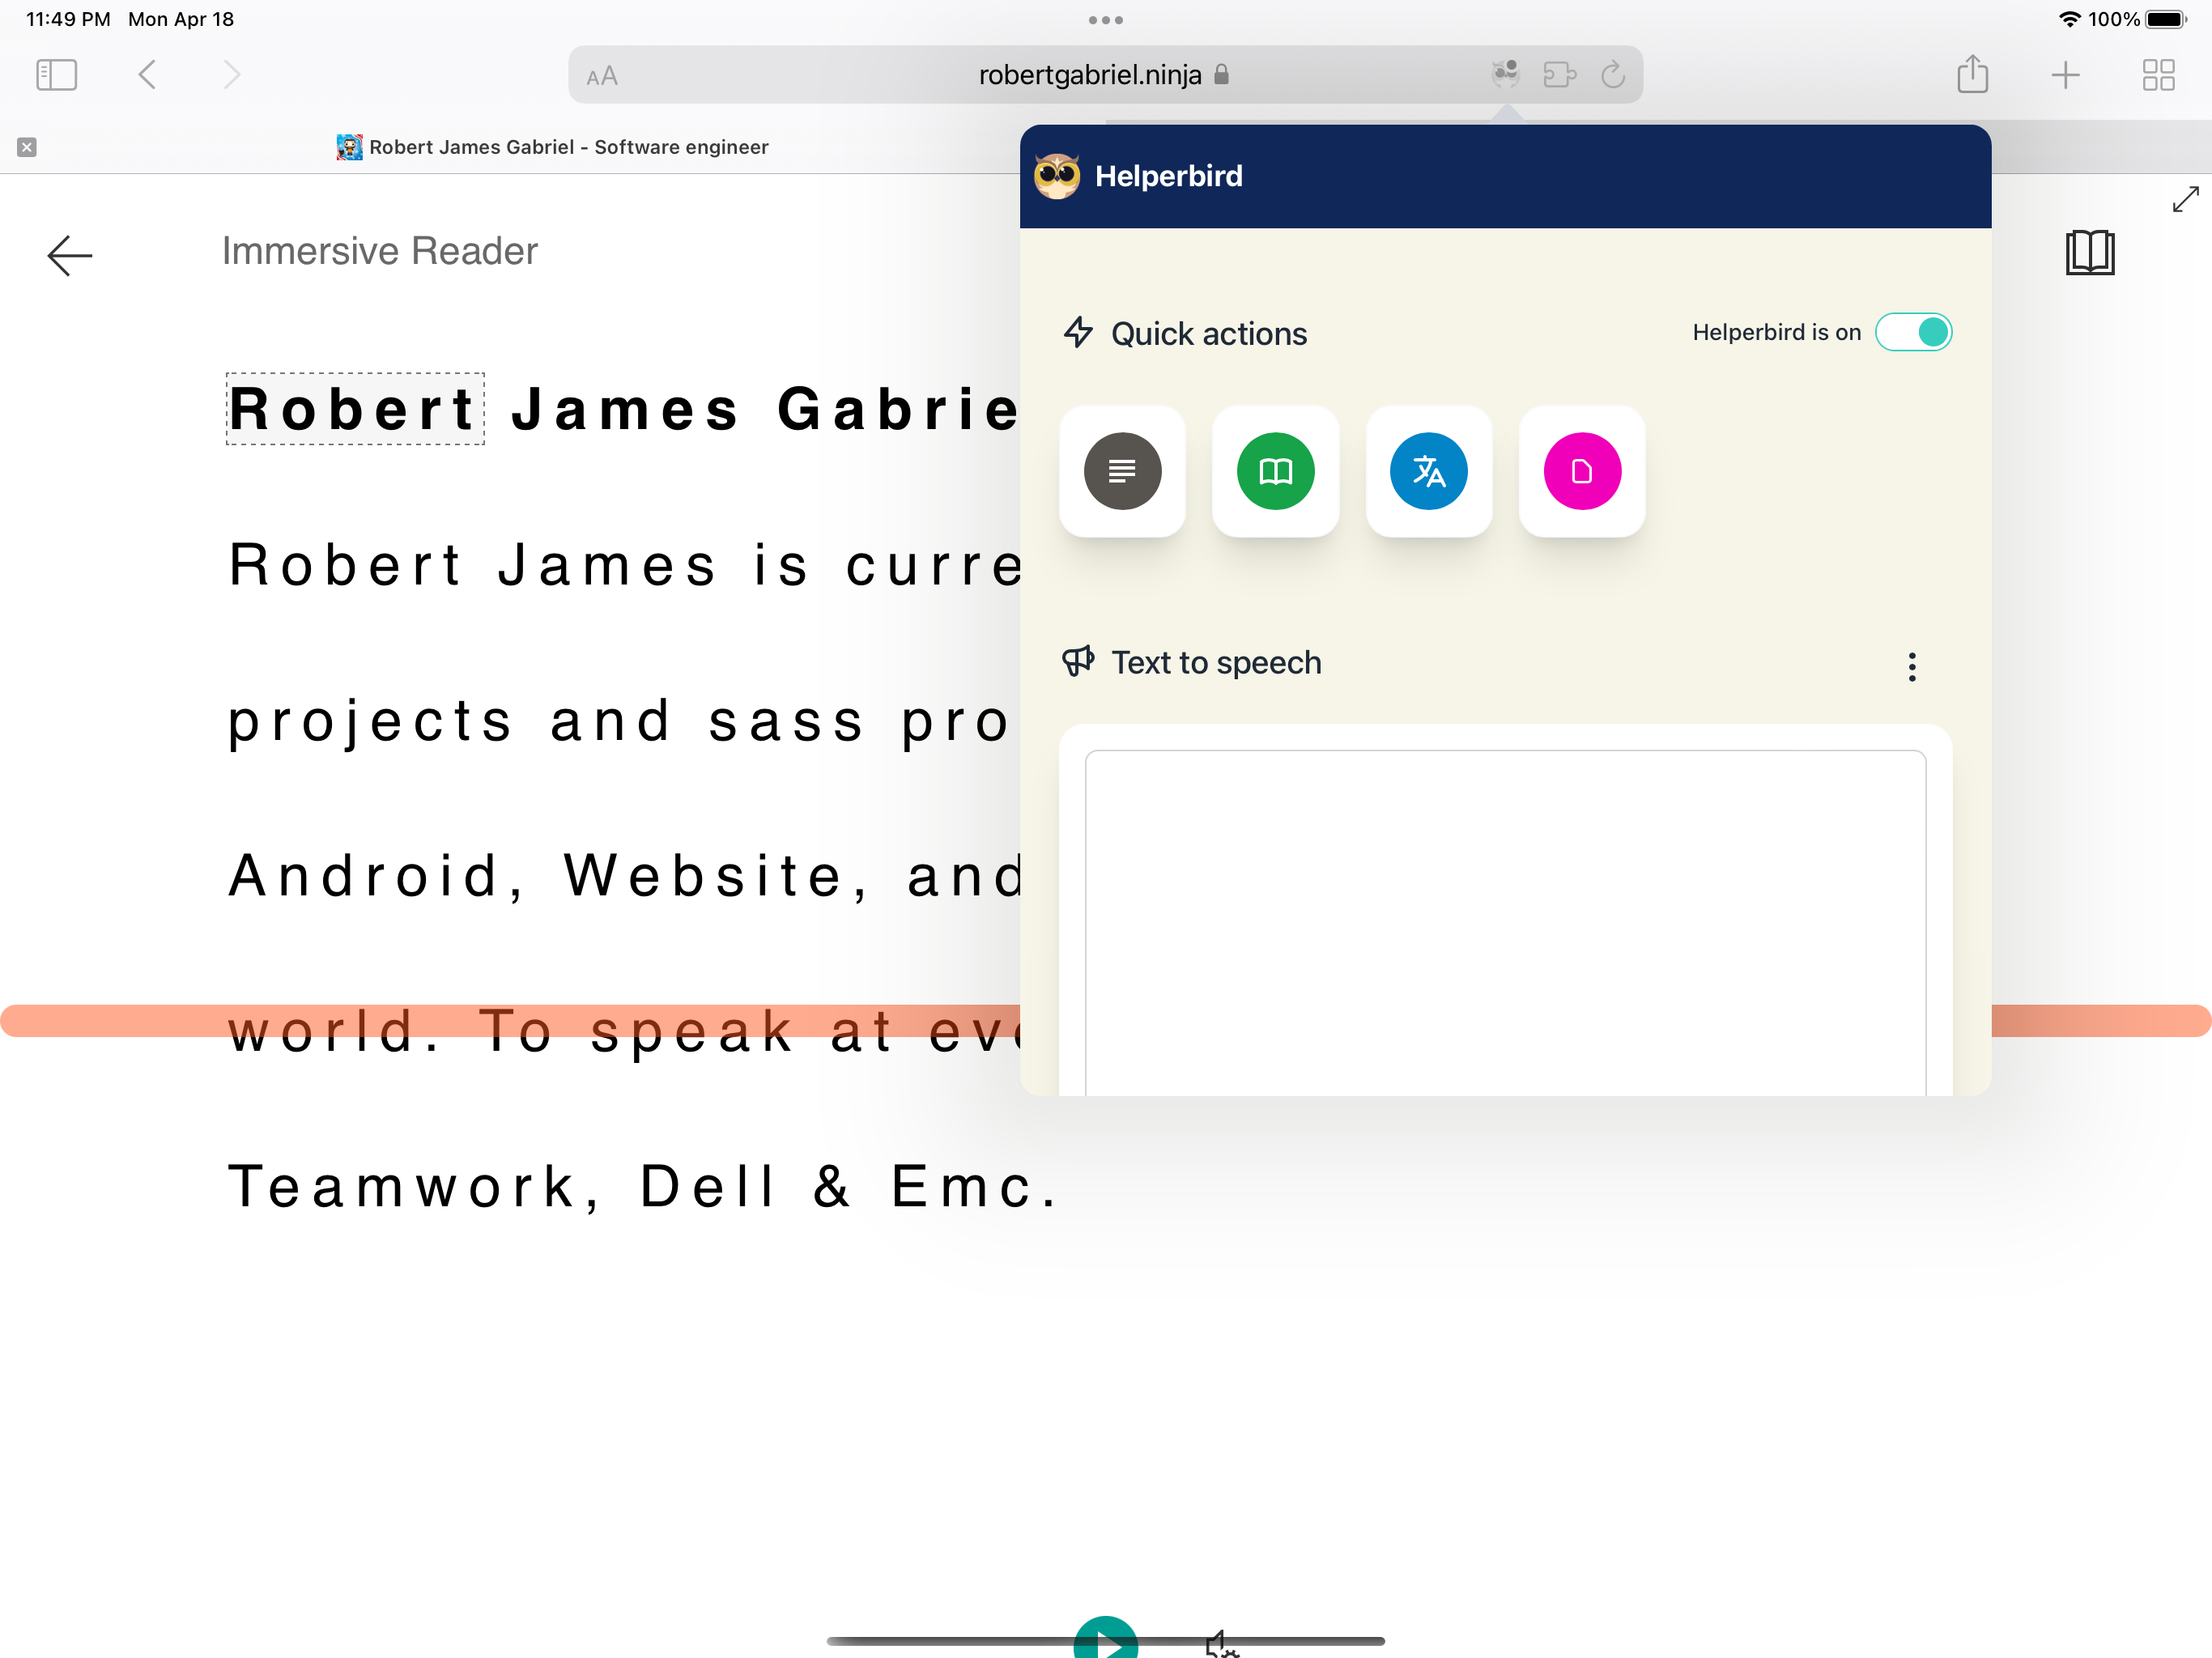 11:49 PM Mon Apr 18
100%
AA
robertgabriel.ninja
Robert James Gabriel - Software engineer
Helperbird
Immersive Reader
Quick actions
Helperbird is on
Robert James Gabrie
Robert James is curre
Text to speech
projects and sass pro
Android, Website, and
world. To speak at eve
Teamwork, Dell & Emc.